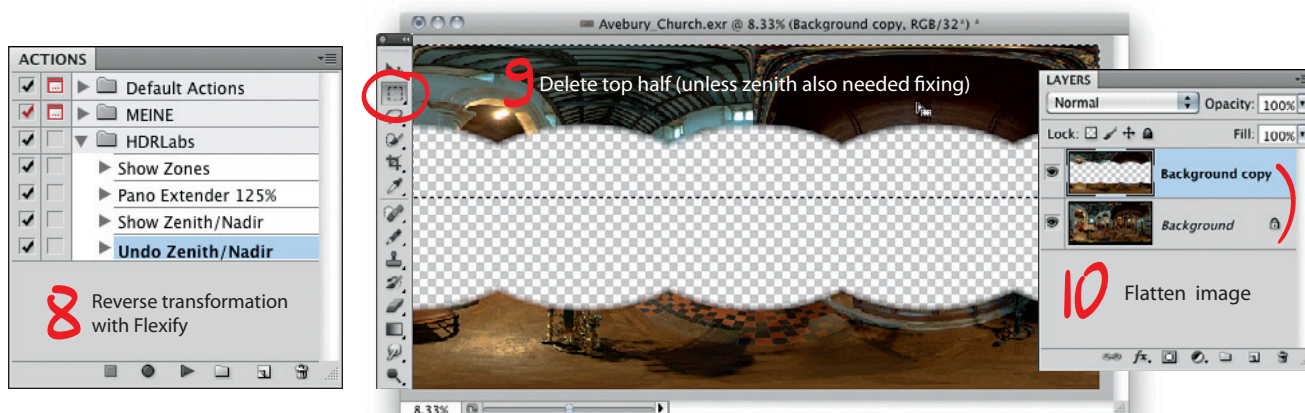 ACTIONS
Default Actions
MEINE
HDRLabs
Show Zones
Pano Extender 125%
Show Zenith/Nadir
Undo Zenith/Nadir
8 Reverse transformation
with Flexify
Avebury_Church.exr @ 8.33% (Background copy, RGB/32*) *
9 Delete top half (unless zenith also needed fixing)
8.33%
LAYERS
Normal Opacity: 100%
Lock: Fill: 100%
Background copy
Background
10 Flatten image
fx.